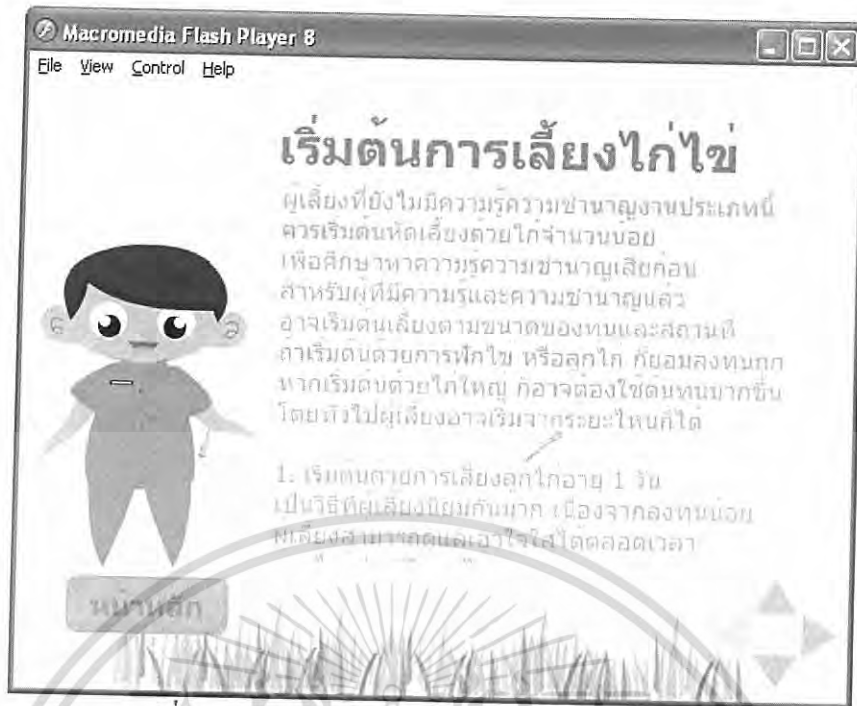 Macromedia Flash Player 8
File View Control Help
เริ่มต้นการเลี้ยงไก่ไข่
ผู้เลี้ยงที่ยังไม่มีความรู้ความชำนาญงานประเภทนี้
ควรเริ่มต้นหัดเลี้ยงด้วยไก่จำนวนน้อย
เพื่อศึกษาหาความรู้ความชำนาญเสียก่อน
สำหรับผู้ที่มีความรู้และความชำนาญแล้ว
อาจเริ่มต้นเลี้ยงตามขนาดของทุนและสถานที่
ถ้าเริ่มต้นด้วยการฟักไข่ หรือลูกไก่ ก็ย่อมลงทุนถูก
หากเริ่มต้นด้วยไก่ใหญ่ ก็อาจต้องใช้ต้นทุนมากขึ้น
โดยทั่วไปผู้เลี้ยงอาจเริ่มจากระยะไหนก็ได้
1. เริ่มต้นด้วยการเลี้ยงลูกไก่อายุ 1 วัน
เป็นวิธีที่ผู้เลี้ยงนิยมกันมาก เนื่องจากลงทุนน้อย
ผู้เลี้ยงสามารถดูแลเอาใจใส่ได้ตลอดเวลา
หน้าหลัก